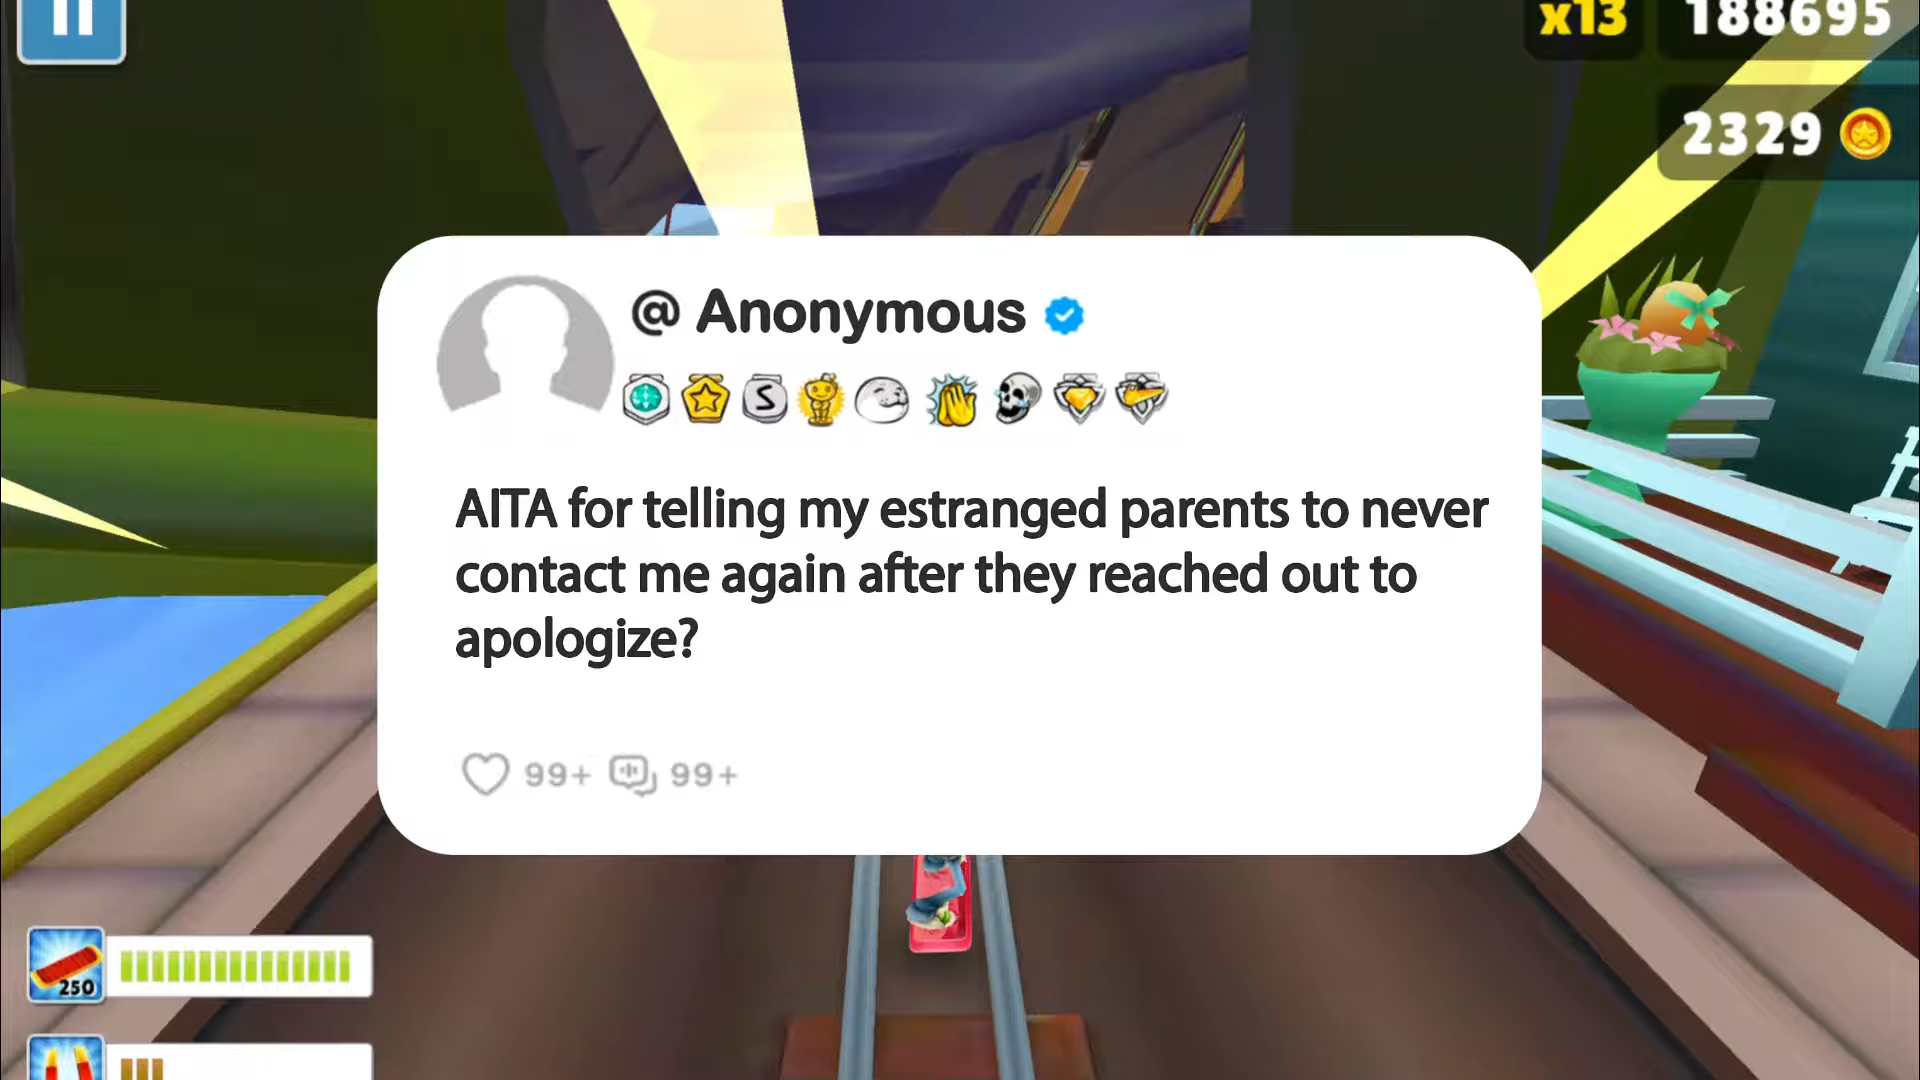 x13
188695
2329
@ Anonymous
S
AITA for telling my estranged parents to never
contact me again after they reached out to
apologize?
99+ 99+
250